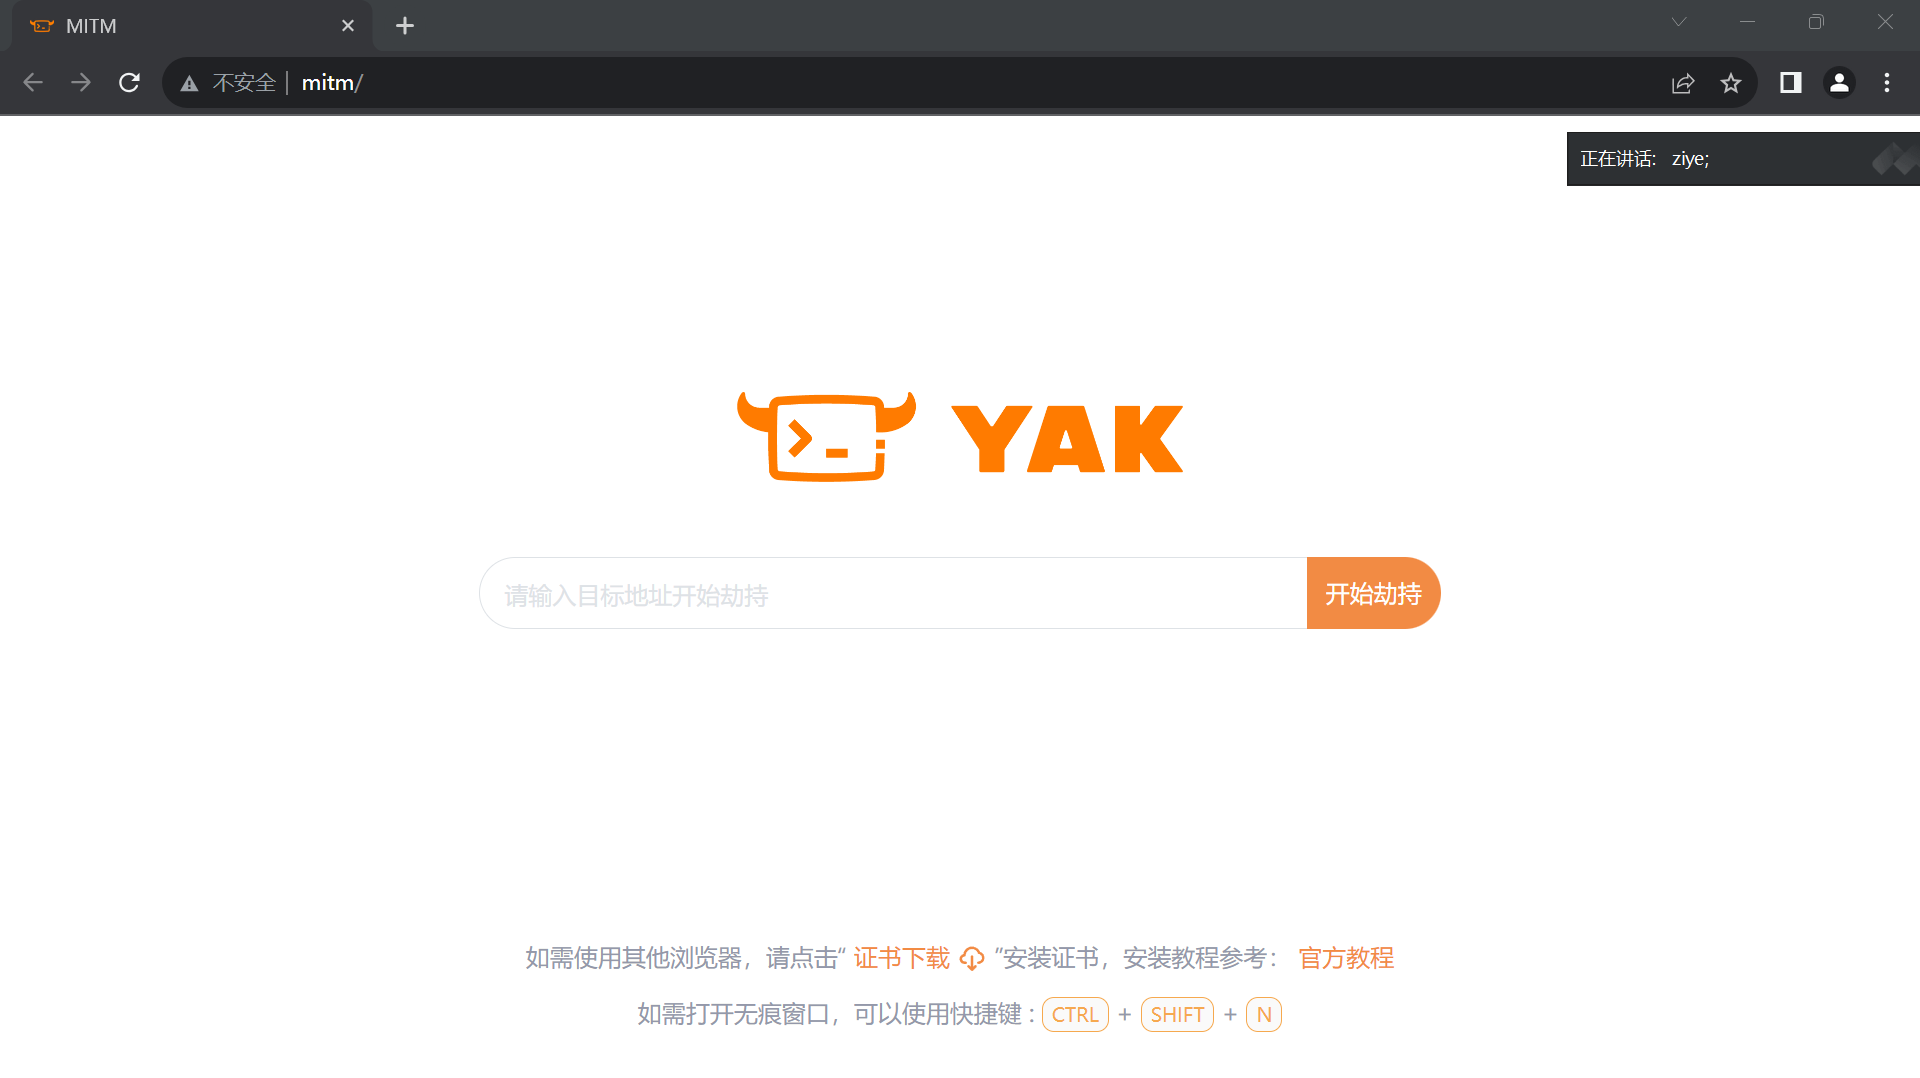 MITM
不安全 mitm/
正在讲话: ziye;
YAK
请输入目标地址开始劫持
开始劫持
如需使用其他浏览器，请点击“ 证书下载 ”安装证书，安装教程参考： 官方教程
如需打开无痕窗口，可以使用快捷键 : CTRL + SHIFT + N